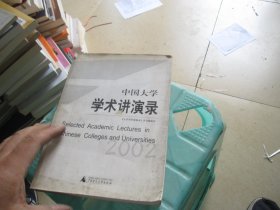 中国大学
学术讲演录
Selected Academic Lectures in
Chinese Colleges and Universities
2002